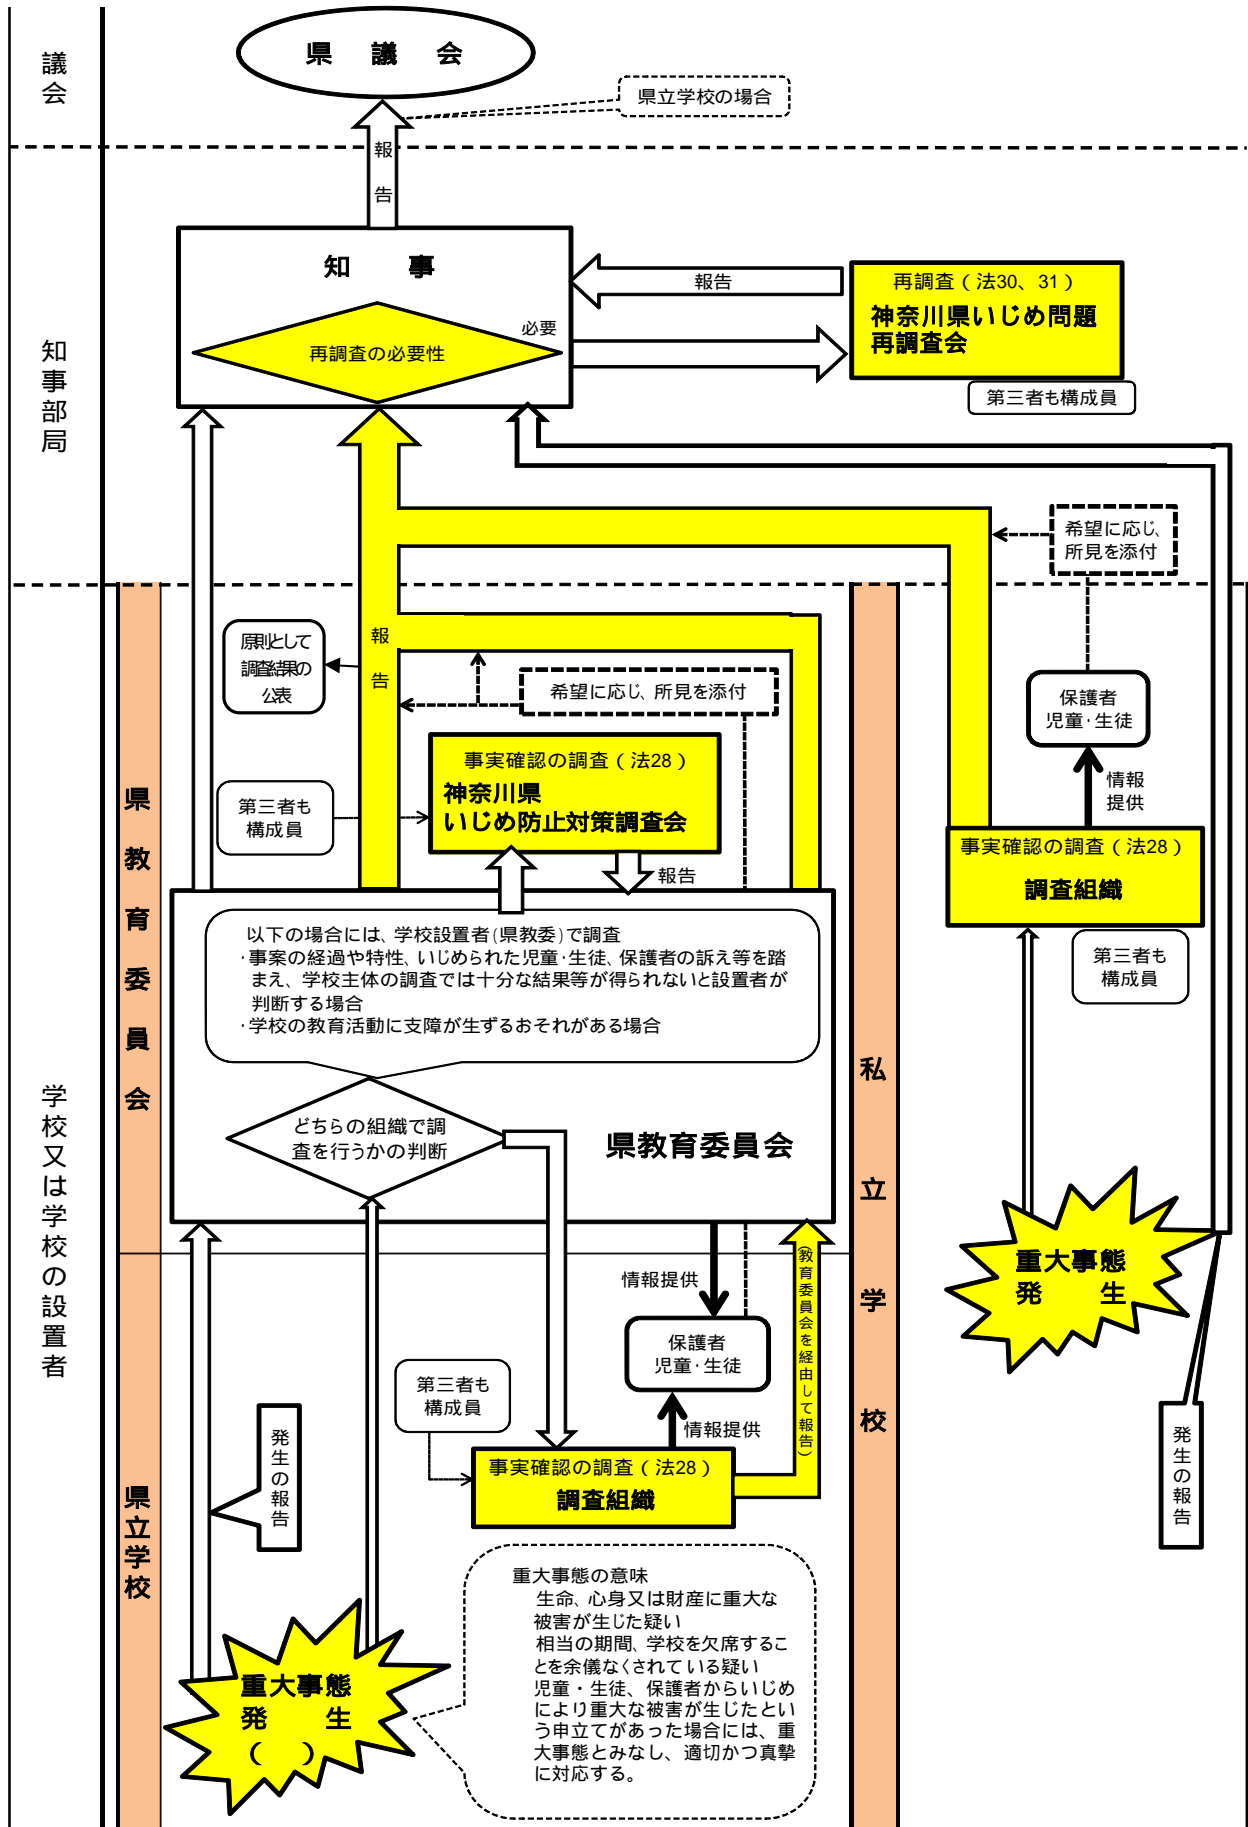 議会
県 議 会
県立学校の場合
報告
知事部局
知 事
再調査の必要性
必要
報告
再調査（法30、31）
神奈川県いじめ問題
再調査会
第三者も構成員
希望に応じ、
所見を添付
学校又は学校の設置者
県教育委員会
原則として
調査結果の
公表
報告
希望に応じ、所見を添付
事実確認の調査（法28）
神奈川県
いじめ防止対策調査会
第三者も
構成員
報告
以下の場合には、学校設置者(県教委)で調査
・事案の経過や特性、いじめられた児童・生徒、保護者の訴え等を踏
まえ、学校主体の調査では十分な結果等が得られないと設置者が
判断する場合
・学校の教育活動に支障が生ずるおそれがある場合
どちらの組織で調
査を行うかの判断
県教育委員会
私立学校
保護者
児童・生徒
情報
提供
事実確認の調査（法28）
調査組織
第三者も
構成員
重大事態
発 生
発生の報告
県立学校
情報提供
保護者
児童・生徒
（教育委員会を経由して報告）
第三者も
構成員
情報提供
事実確認の調査（法28）
調査組織
発生の報告
重大事態
発 生
（ ）
重大事態の意味
生命、心身又は財産に重大な
被害が生じた疑い
相当の期間、学校を欠席するこ
とを余儀なくされている疑い
児童・生徒、保護者からいじめ
により重大な被害が生じたとい
う申立てがあった場合には、重
大事態とみなし、適切かつ真摯
に対応する。